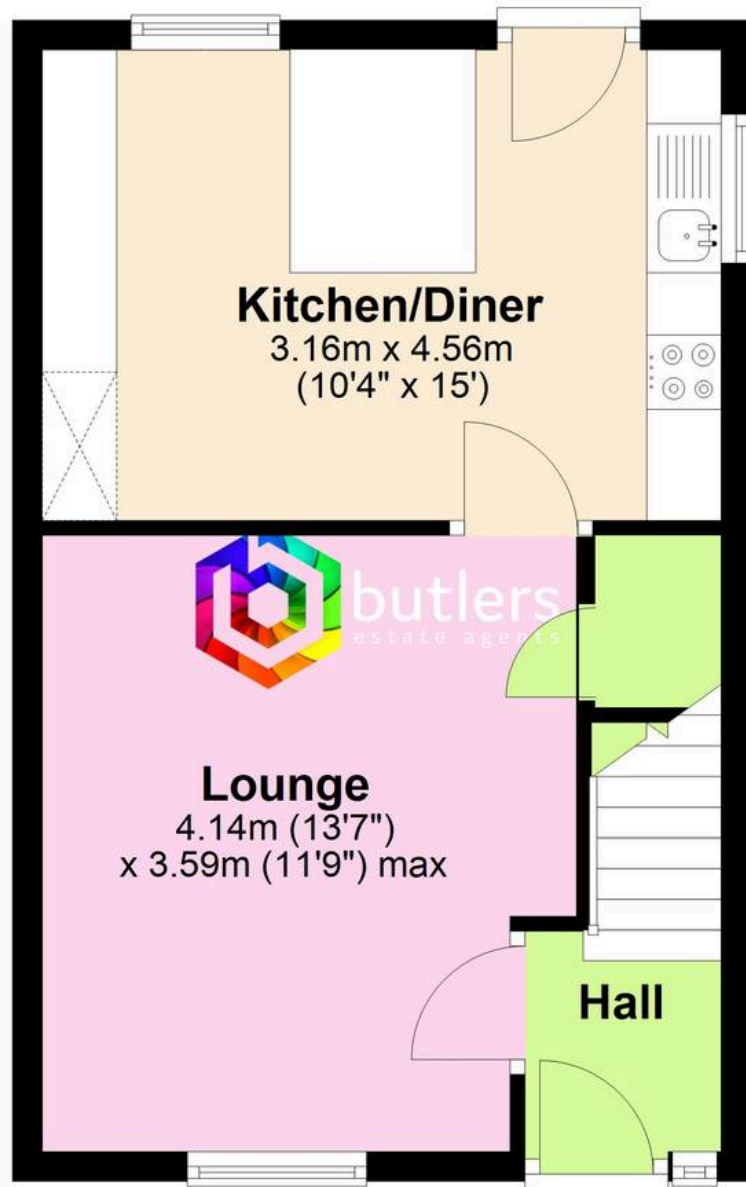 Kitchen/Diner
3.16m x 4.56m
(10'4" x 15')
butlers
estate agents
Lounge
4.14m (13'7")
x 3.59m (11'9") max
Hall